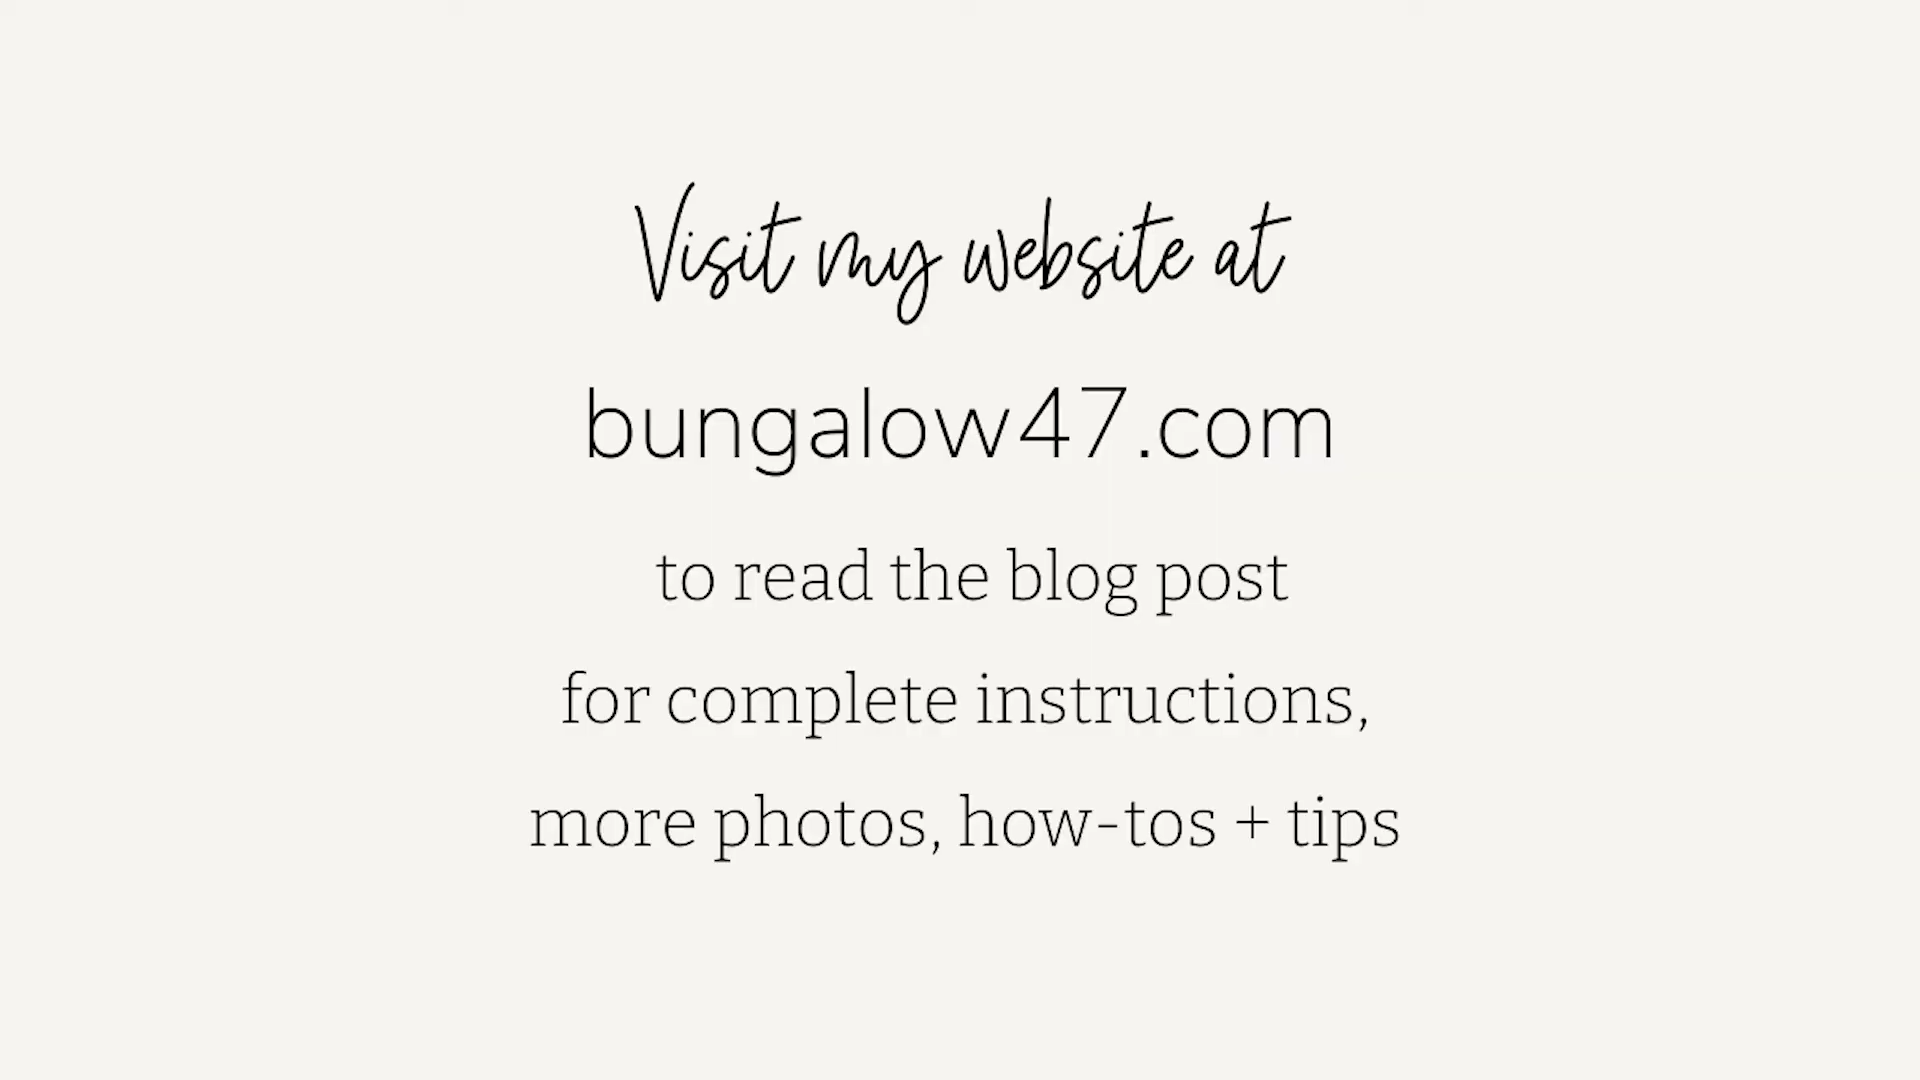 Visit my website at
bungalow47.com
to read the blog post
for complete instructions,
more photos, how-tos + tips